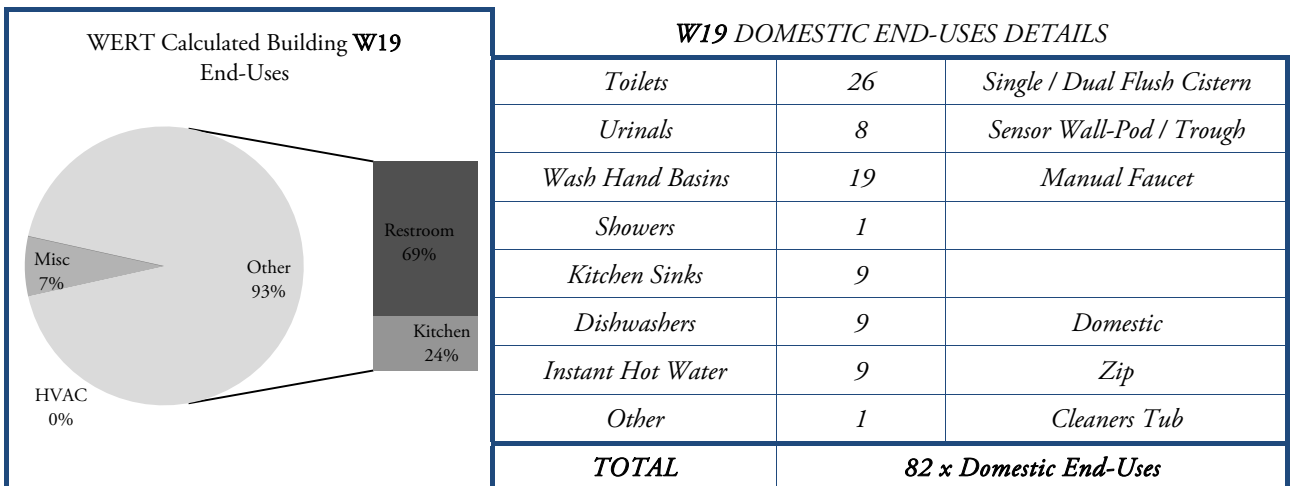 WERT Calculated Building W19
End-Uses
Misc
7%
Other
93%
HVAC
0%
Restroom
69%
Kitchen
24%
W19 DOMESTIC END-USES DETAILS
Toilets 26 Single / Dual Flush Cistern
Urinals 8 Sensor Wall-Pod / Trough
Wash Hand Basins 19 Manual Faucet
Showers 1
Kitchen Sinks 9
Dishwashers 9 Domestic
Instant Hot Water 9 Zip
Other 1 Cleaners Tub
TOTAL 82 x Domestic End-Uses